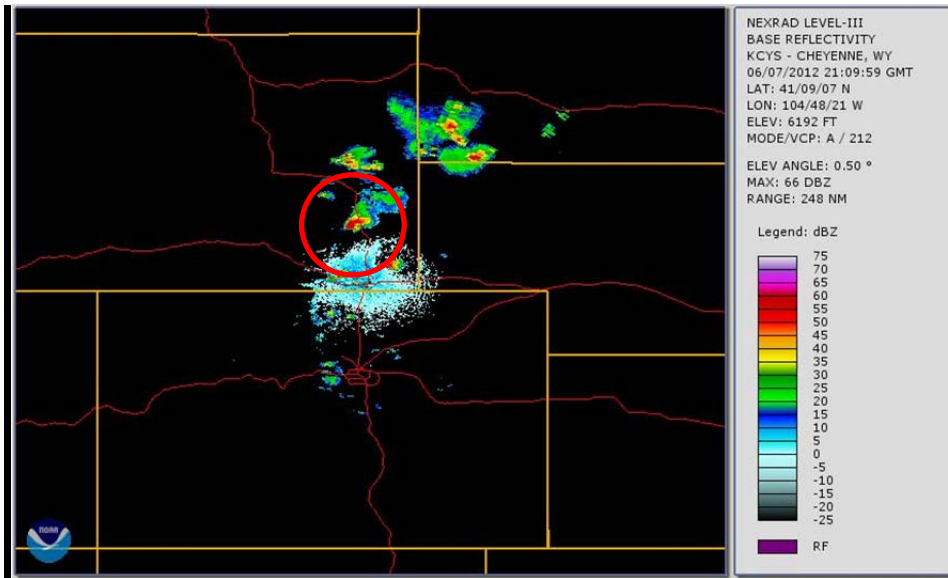 NEXRAD LEVEL-III
BASE REFLECTIVITY
KCYS - CHEYENNE, WY
06/07/2012 21:09:59 GMT
LAT: 41/09/07 N
LON: 104/48/21 W
ELEV: 6192 FT
MODE/VCP: A / 212
ELEV ANGLE: 0.50 °
MAX: 66 DBZ
RANGE: 248 NM
Legend: dBZ
75
70
65
60
55
50
45
40
35
30
25
20
15
10
5
0
-5
-10
-15
-20
-25
RF
NOAA